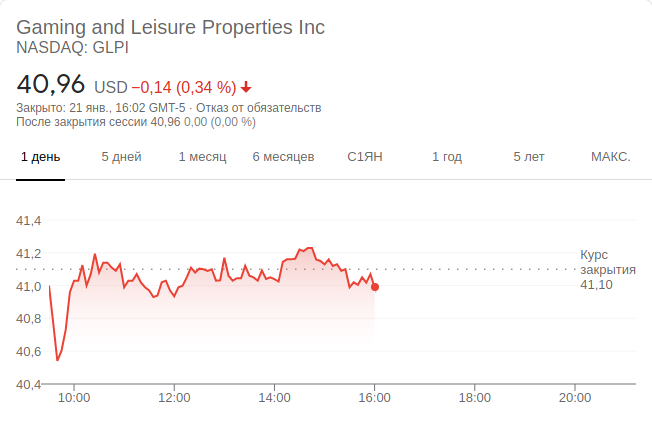 Gaming and Leisure Properties Inc
NASDAQ: GLPI
40,96 USD −0,14 (0,34 %)
Закрыто: 21 янв., 16:02 GMT-5 · Отказ от обязательств
После закрытия сессии 40,96 0,00 (0,00 %)
1 день 5 дней 1 месяц 6 месяцев С1ЯН 1 год 5 лет МАКС.
41,4
41,2
41,0
40,8
40,6
40,4
Курс
закрытия
41,10
10:00 12:00 14:00 16:00 18:00 20:00